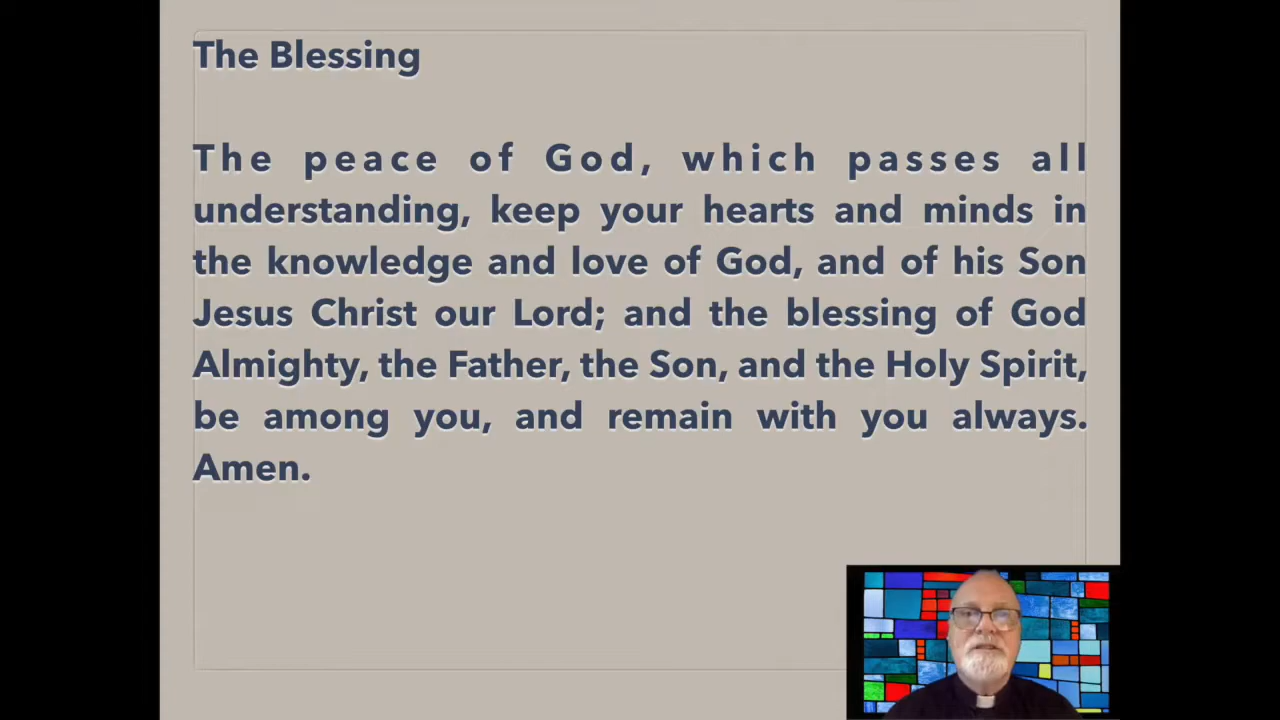 The Blessing
The peace of God, which passes all
understanding, keep your hearts and minds in
the knowledge and love of God, and of his Son
Jesus Christ our Lord; and the blessing of God
Almighty, the Father, the Son, and the Holy Spirit,
be among you, and remain with you always.
Amen.